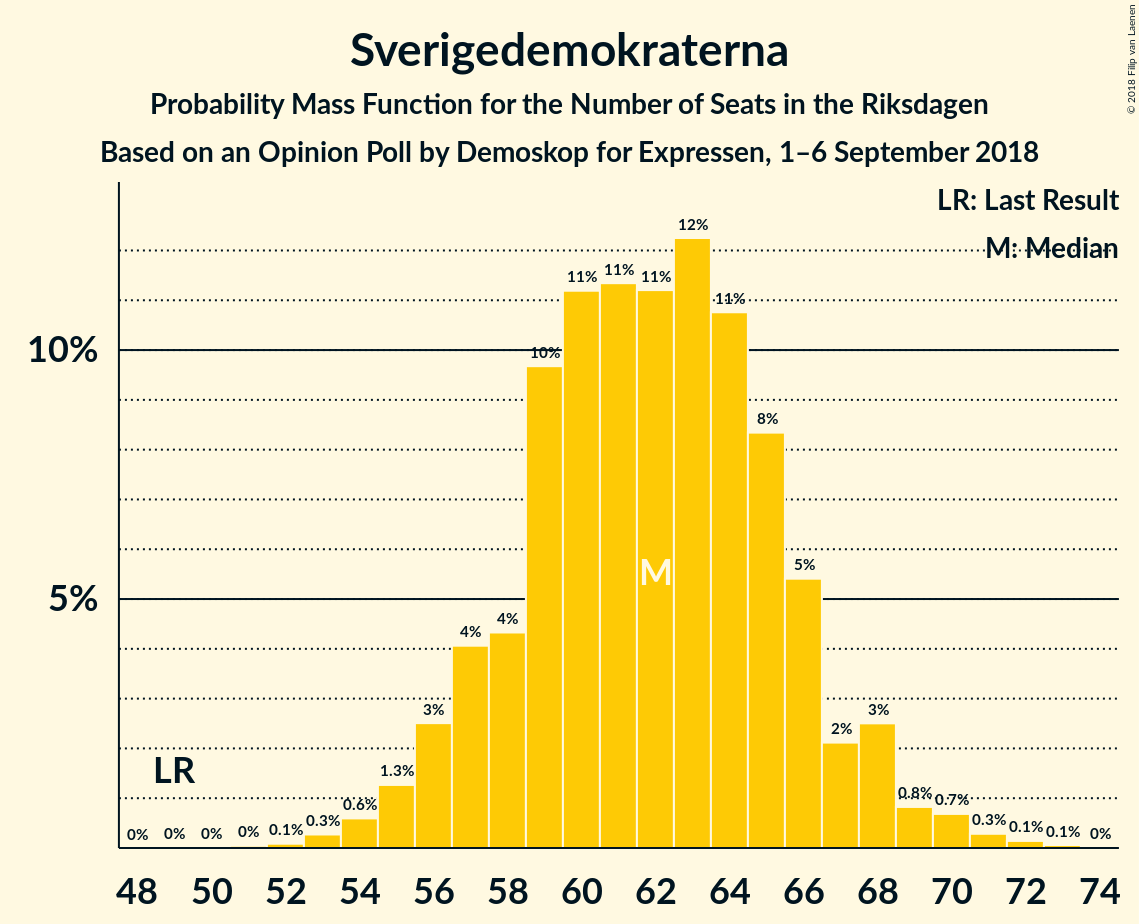 Sverigedemokraterna
Probability Mass Function for the Number of Seats in the Riksdagen
Based on an Opinion Poll by Demoskop for Expressen, 1–6 September 2018
© 2018 Filip van Laenen
LR: Last Result
M: Median
10%
5%
0% 0% 0% 0% 0.1% 0.3% 0.6% 1.3% 3% 4% 4% 10% 11% 11% 11% 12% 11% 8% 5% 2% 3% 0.8% 0.7% 0.3% 0.1% 0.1% 0%
LR
M
48 50 52 54 56 58 60 62 64 66 68 70 72 74